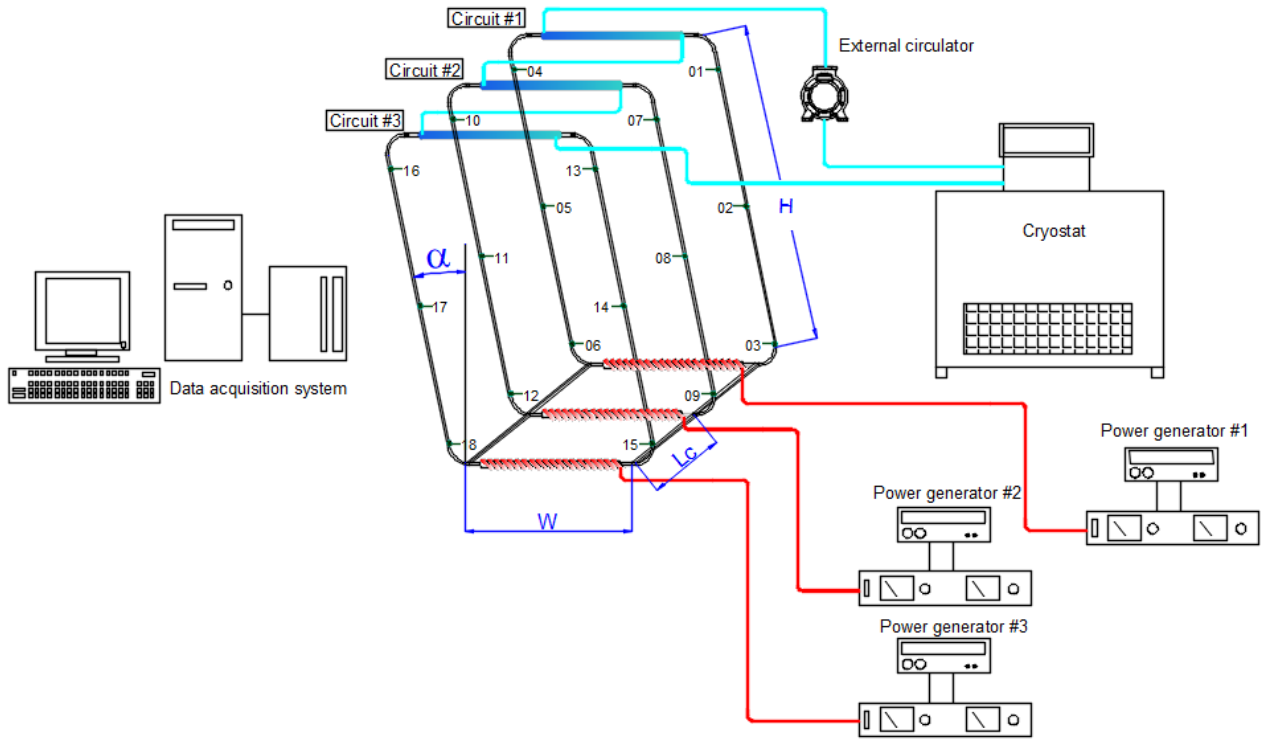 Circuit #1
External circulator
04
01
Circuit #2
10
07
Circuit #3
16
13
05
02
H
Cryostat
α
11
08
17
14
06
03
Data acquisition system
12
09
18
15
Lc
W
Power generator #1
Power generator #2
Power generator #3